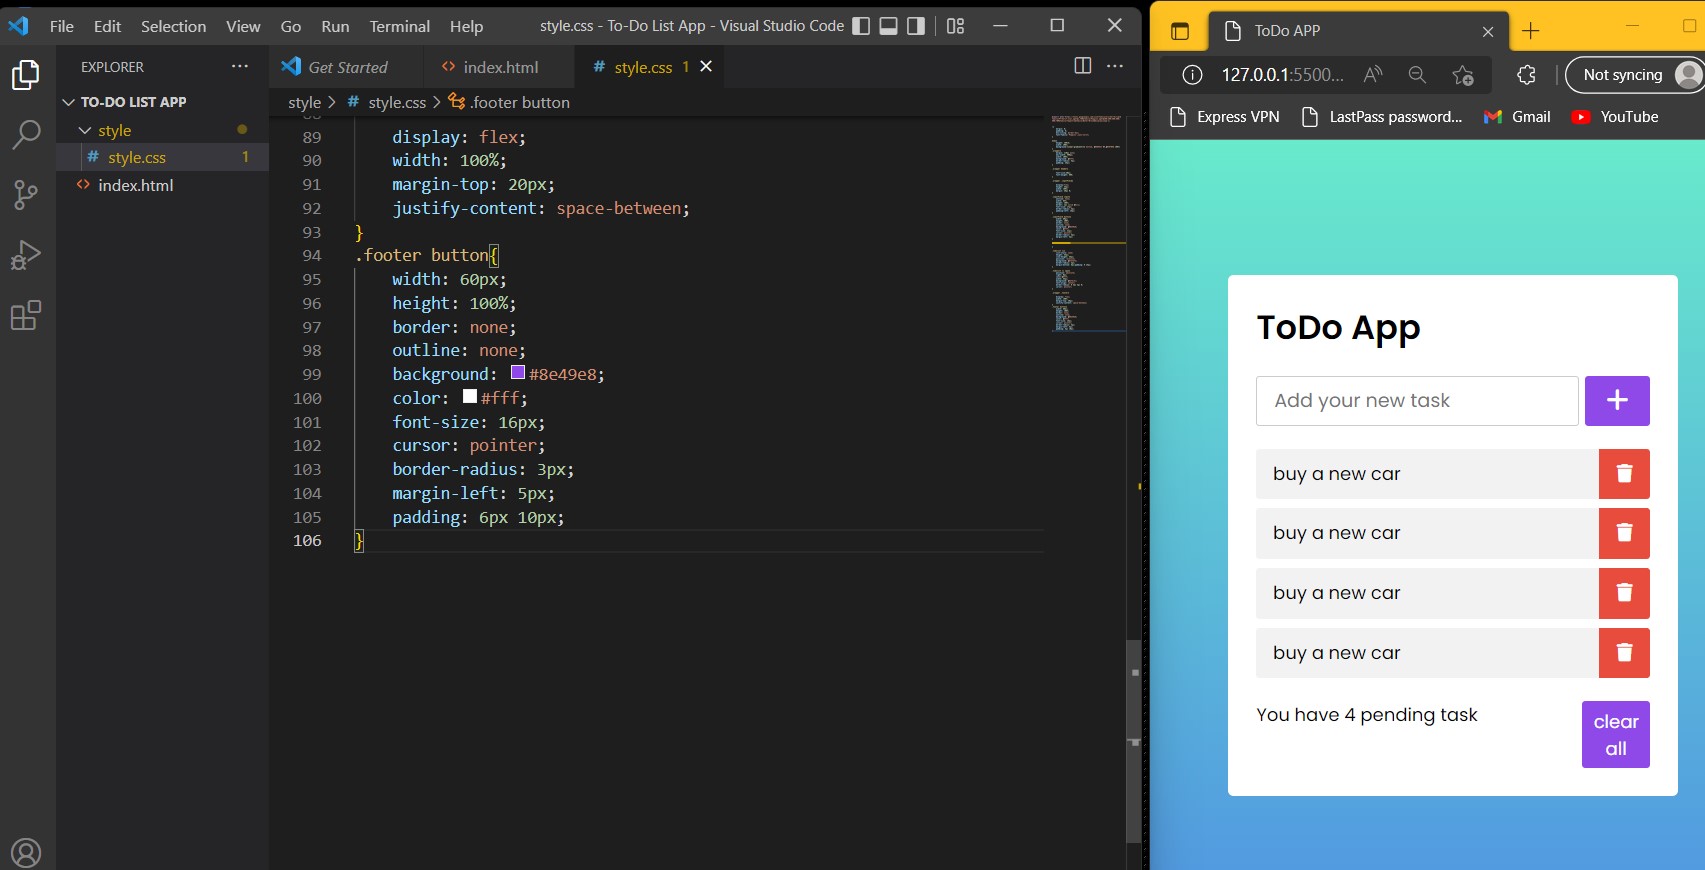 File Edit Selection View Go Run Terminal Help
style.css - To-Do List App - Visual Studio Code
EXPLORER
TO-DO LIST APP
style
style.css 1
index.html
Get Started
index.html
style.css 1
style > style.css > .footer button
89 display: flex;
90 width: 100%;
91 margin-top: 20px;
92 justify-content: space-between;
93 }
94 .footer button{
95 width: 60px;
96 height: 100%;
97 border: none;
98 outline: none;
99 background: #8e49e8;
100 color: #fff;
101 font-size: 16px;
102 cursor: pointer;
103 border-radius: 3px;
104 margin-left: 5px;
105 padding: 6px 10px;
106 }
ToDo APP
127.0.0.1:5500...
Not syncing
Express VPN
LastPass password...
Gmail
YouTube
ToDo App
Add your new task
buy a new car
buy a new car
buy a new car
buy a new car
You have 4 pending task
clear
all